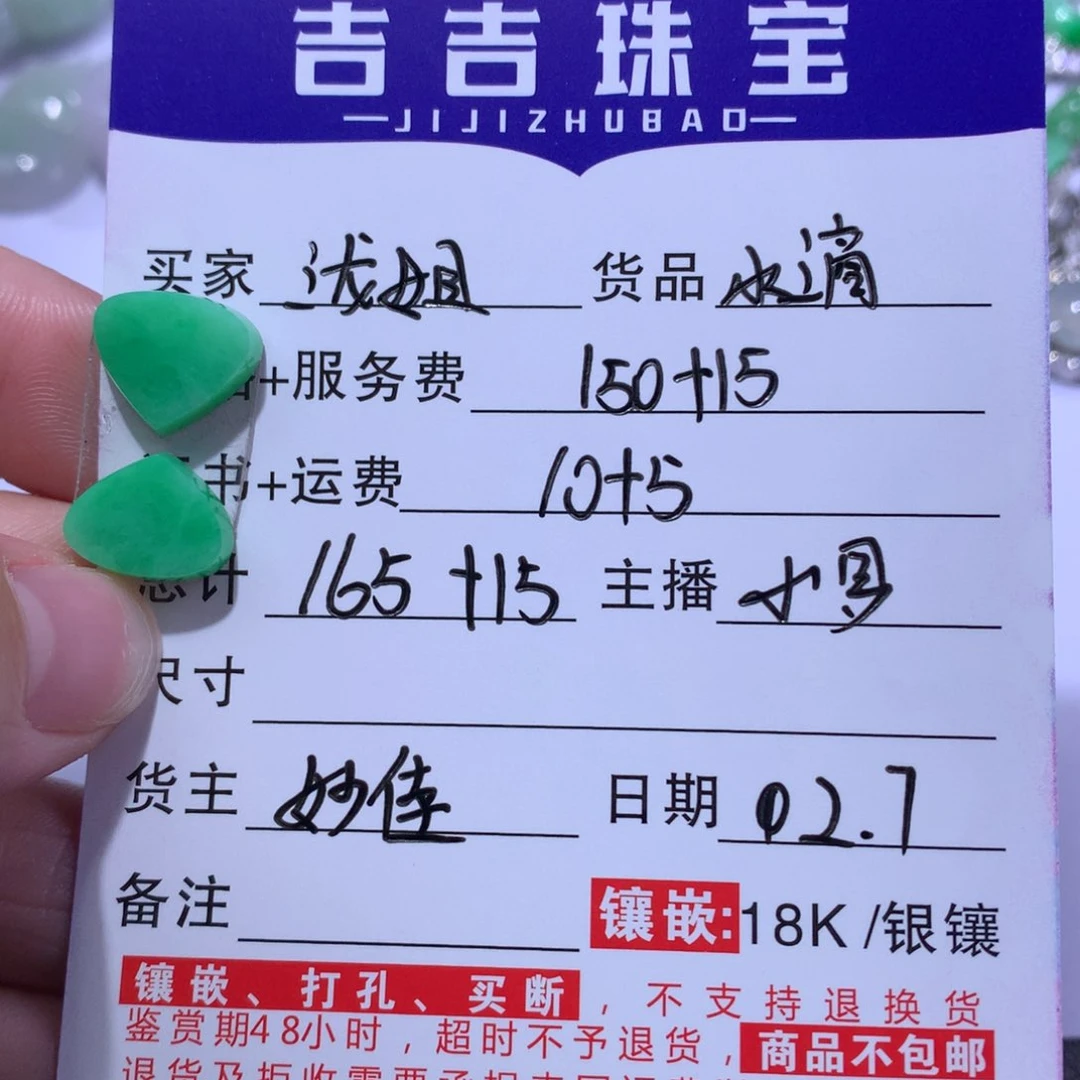 吉吉珠宝
JIJIZHUBAO
买家 浅姐 货品 水滴
+服务费 150+15
书+运费 10+5
总计 165+15 主播
尺寸
货主 妙佳 日期 02.7
备注 镶嵌:18K/银镶
镶嵌、打孔、买断，不支持退换货
鉴赏期48小时，超时不予退货，商品不包邮